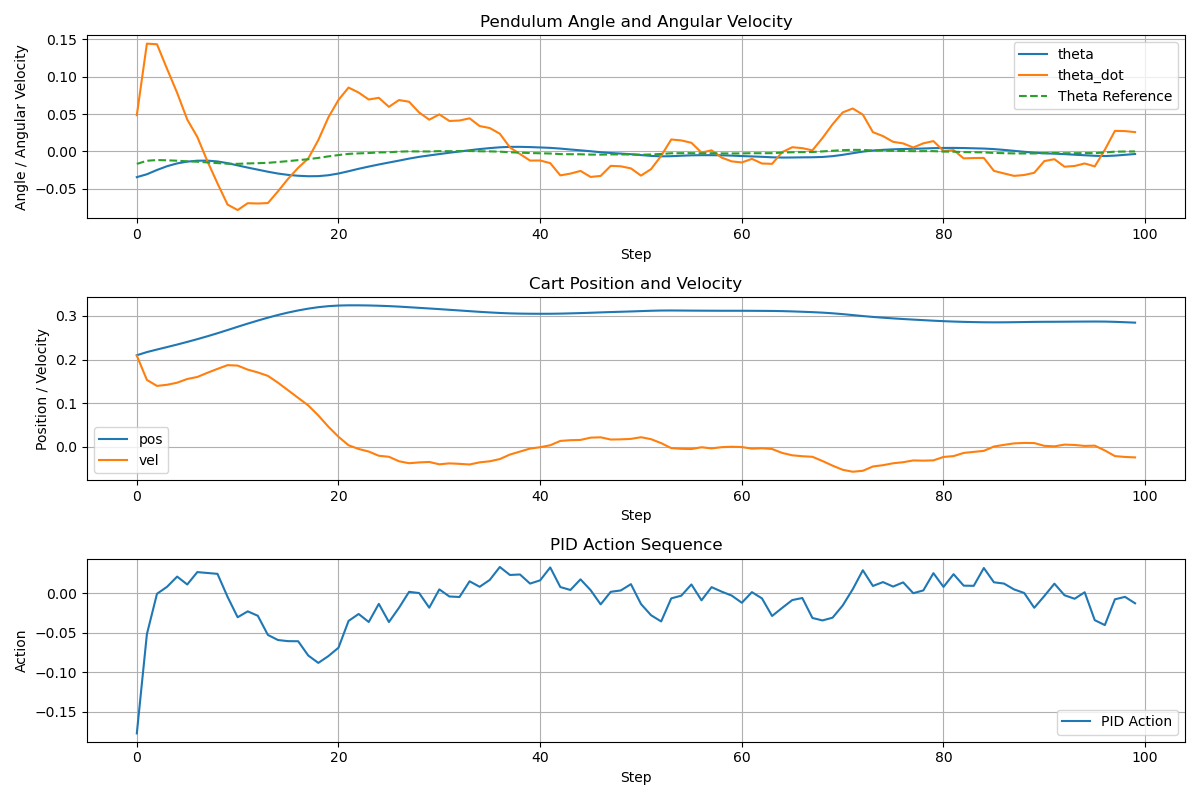 Pendulum Angle and Angular Velocity
Angle / Angular Velocity
0.15
0.10
0.05
0.00
−0.05
theta
theta_dot
Theta Reference
0 20 40 60 80 100
Step
Cart Position and Velocity
Position / Velocity
0.3
0.2
0.1
0.0
pos
vel
0 20 40 60 80 100
Step
PID Action Sequence
Action
0.00
−0.05
−0.10
−0.15
PID Action
0 20 40 60 80 100
Step